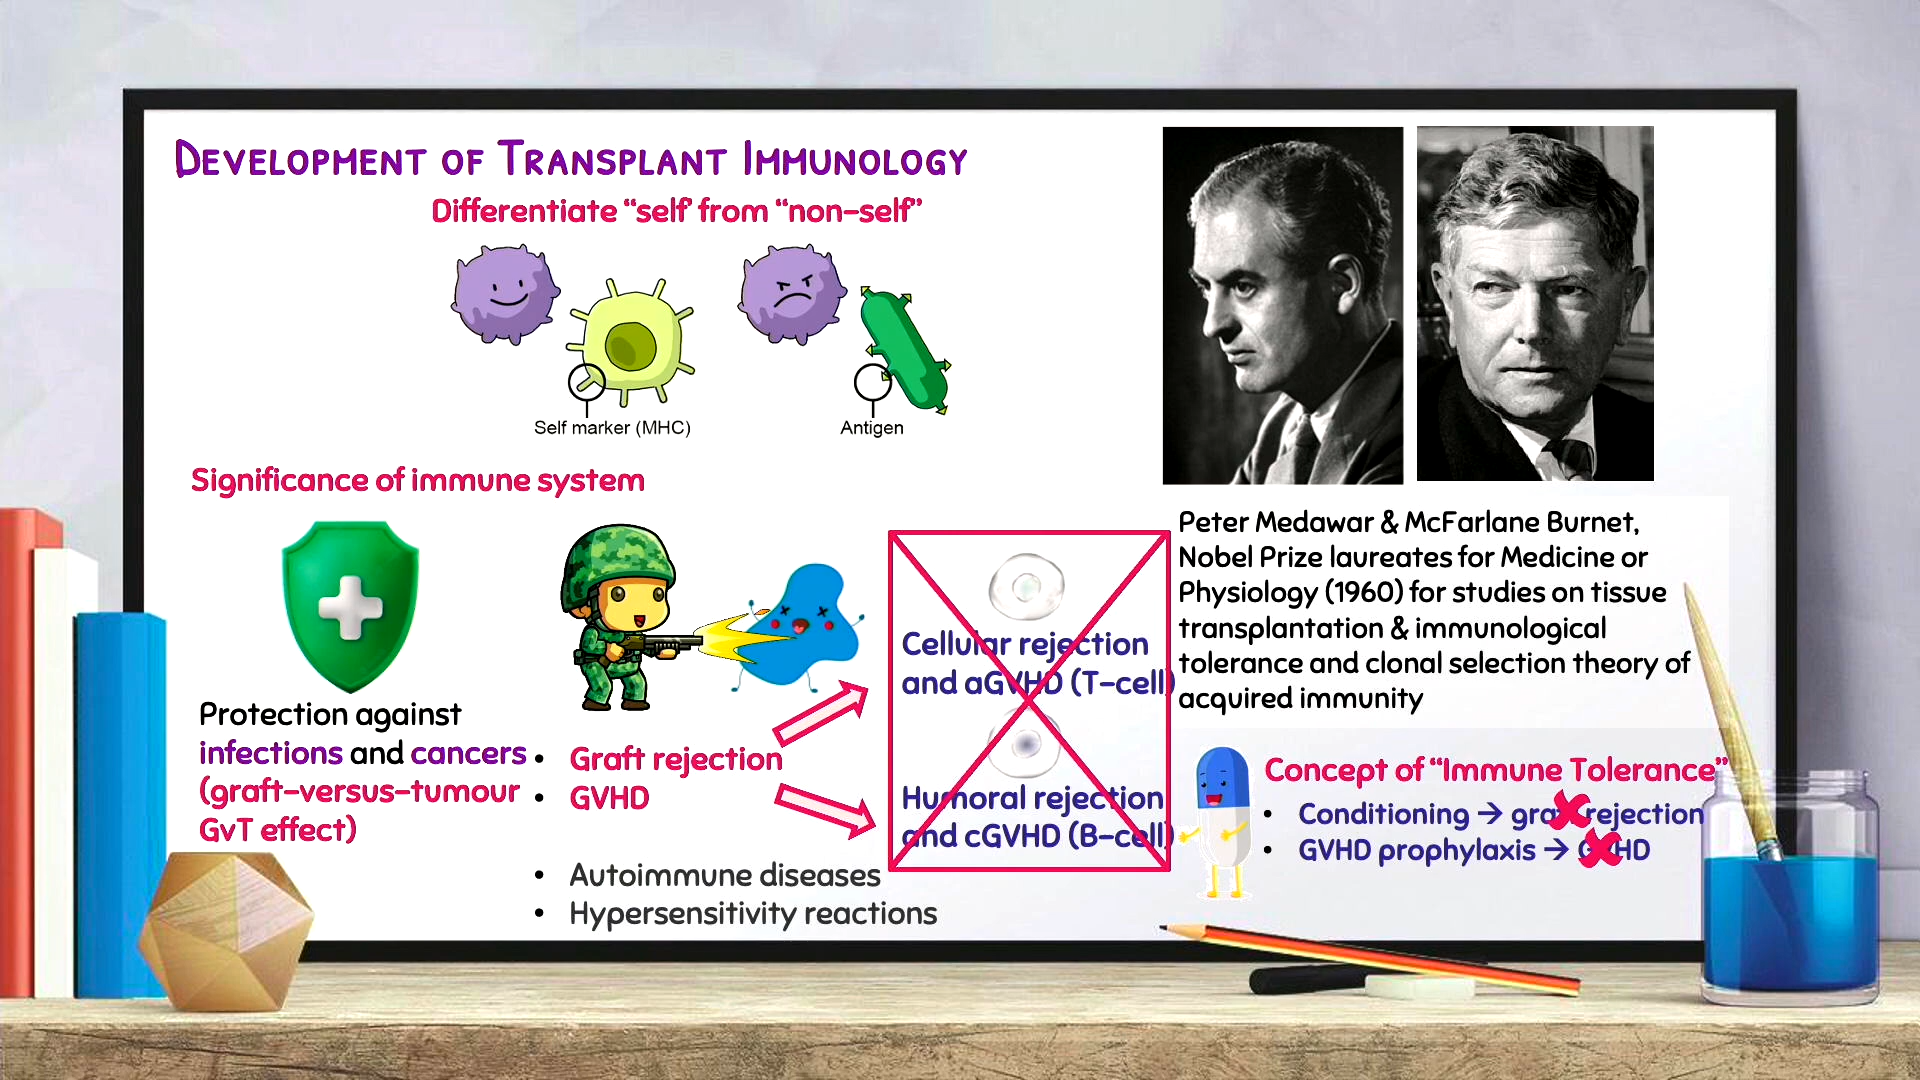 DEVELOPMENT OF TRANSPLANT IMMUNOLOGY
Differentiate “self’ from “non-self”
Self marker (MHC)
Antigen
Significance of immune system
Protection against
infections and cancers
(graft-versus-tumour
GvT effect)
• Graft rejection
• GVHD
• Autoimmune diseases
• Hypersensitivity reactions
Cellular rejection
and aGVHD (T-cell)
Humoral rejection
and cGVHD (B-cell)
Peter Medawar & McFarlane Burnet,
Nobel Prize laureates for Medicine or
Physiology (1960) for studies on tissue
transplantation & immunological
tolerance and clonal selection theory of
acquired immunity
Concept of “Immune Tolerance”
• Conditioning → graft rejection
• GVHD prophylaxis → GVHD